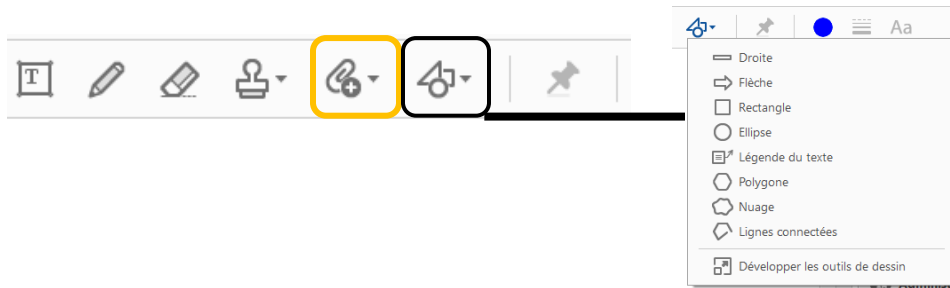 T
Aa
Droite
Flèche
Rectangle
Ellipse
Légende du texte
Polygone
Nuage
Lignes connectées
Développer les outils de dessin